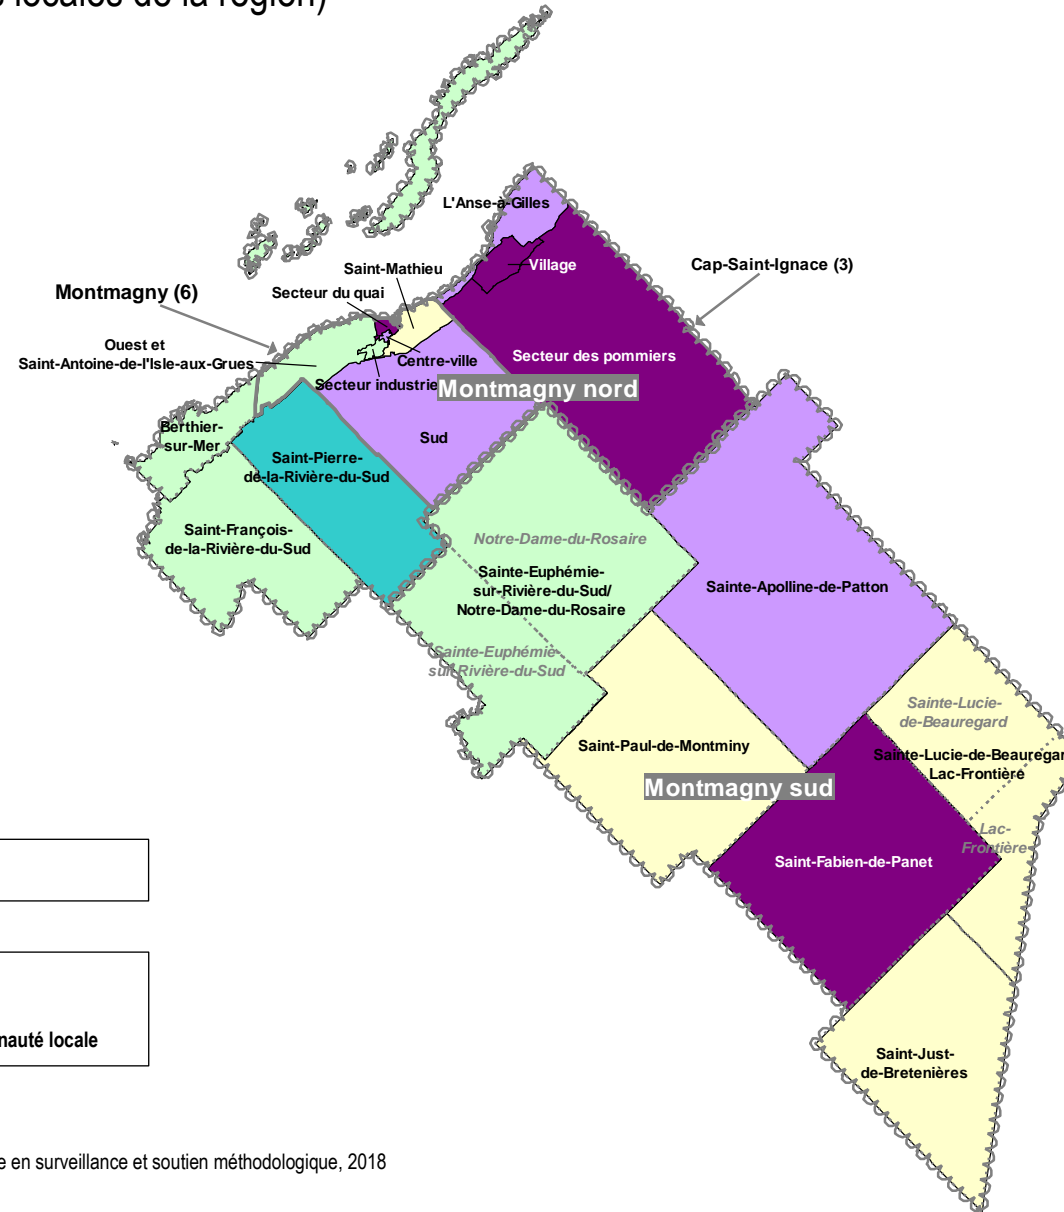 s locales de la région)
L'Anse-à-Gilles
Village
Cap-Saint-Ignace (3)
Saint-Mathieu
Montmagny (6)
Secteur du quai
Ouest et
Saint-Antoine-de-l'Isle-aux-Grues
Centre-ville
Secteur des pommiers
Secteur industrie
Montmagny nord
Berthier-
sur-Mer
Sud
Saint-Pierre-
de-la-Rivière-du-Sud
Saint-François-
de-la-Rivière-du-Sud
Notre-Dame-du-Rosaire
Sainte-Euphémie-
sur-Rivière-du-Sud/
Notre-Dame-du-Rosaire
Sainte-Apolline-de-Patton
Sainte-Euphémie-
sur-Rivière-du-Sud
Sainte-Lucie-
de-Beauregard
Saint-Paul-de-Montminy
Sainte-Lucie-de-Beauregar
Lac-Frontière
Montmagny sud
Lac-
Frontière
Saint-Fabien-de-Panet
nauté locale
Saint-Just-
de-Bretenières
e en surveillance et soutien méthodologique, 2018